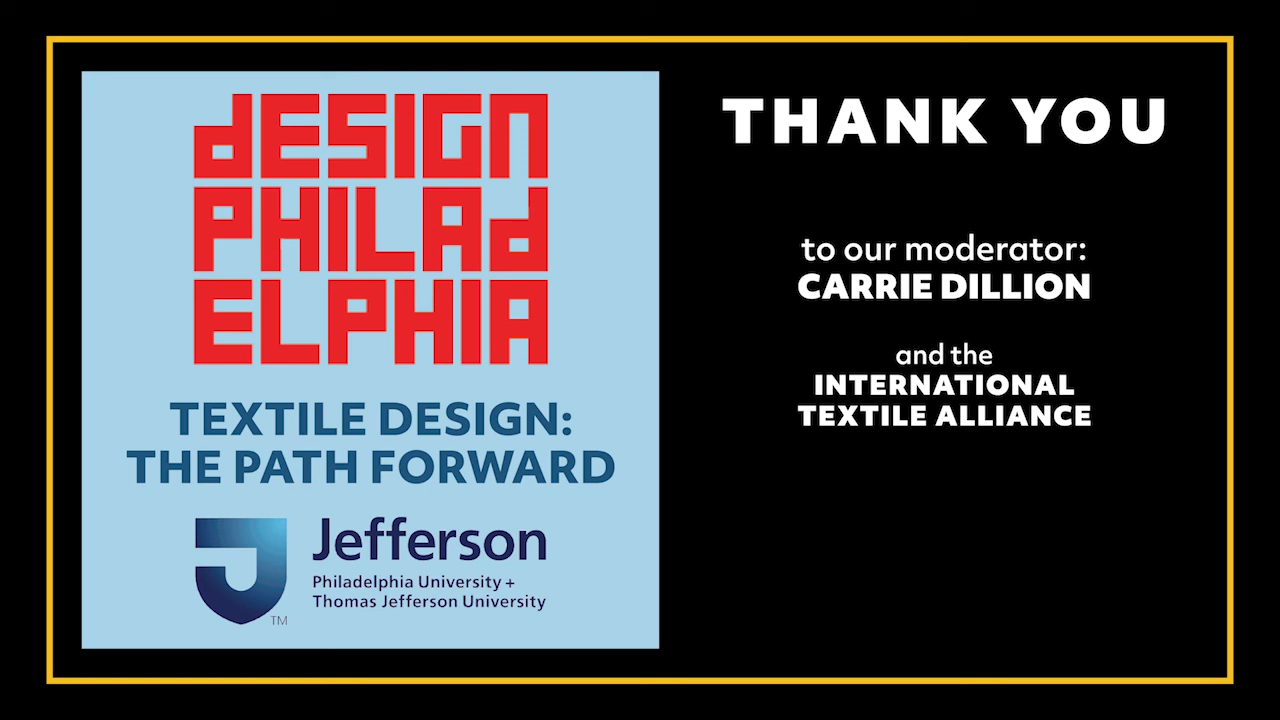 dESIGN
PHILAd
ELPHIA
TEXTILE DESIGN:
THE PATH FORWARD
Jefferson
Philadelphia University +
Thomas Jefferson University
TM
THANK YOU
to our moderator:
CARRIE DILLION
and the
INTERNATIONAL
TEXTILE ALLIANCE